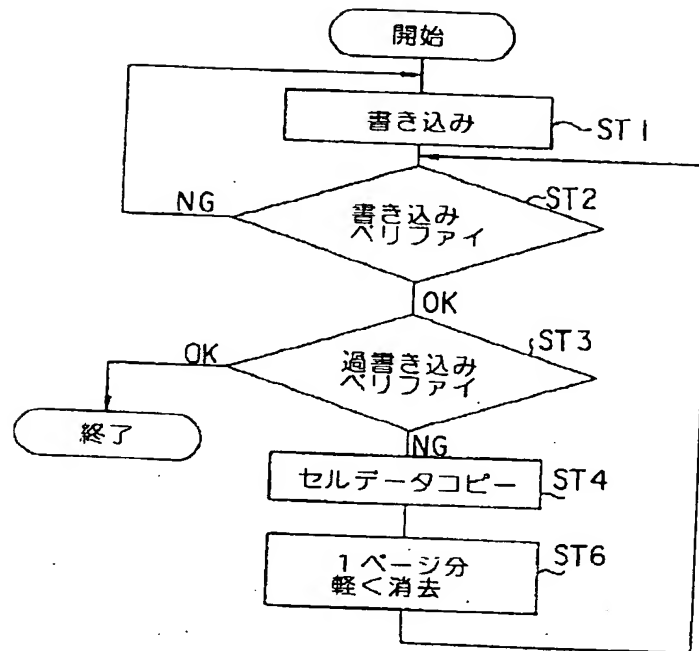 開始
書き込み
ST1
NG
書き込み
ベリファイ
ST2
OK
OK
過書き込み
ベリファイ
ST3
終了
NG
セルデータコピー
ST4
1ページ分
軽く消去
ST6